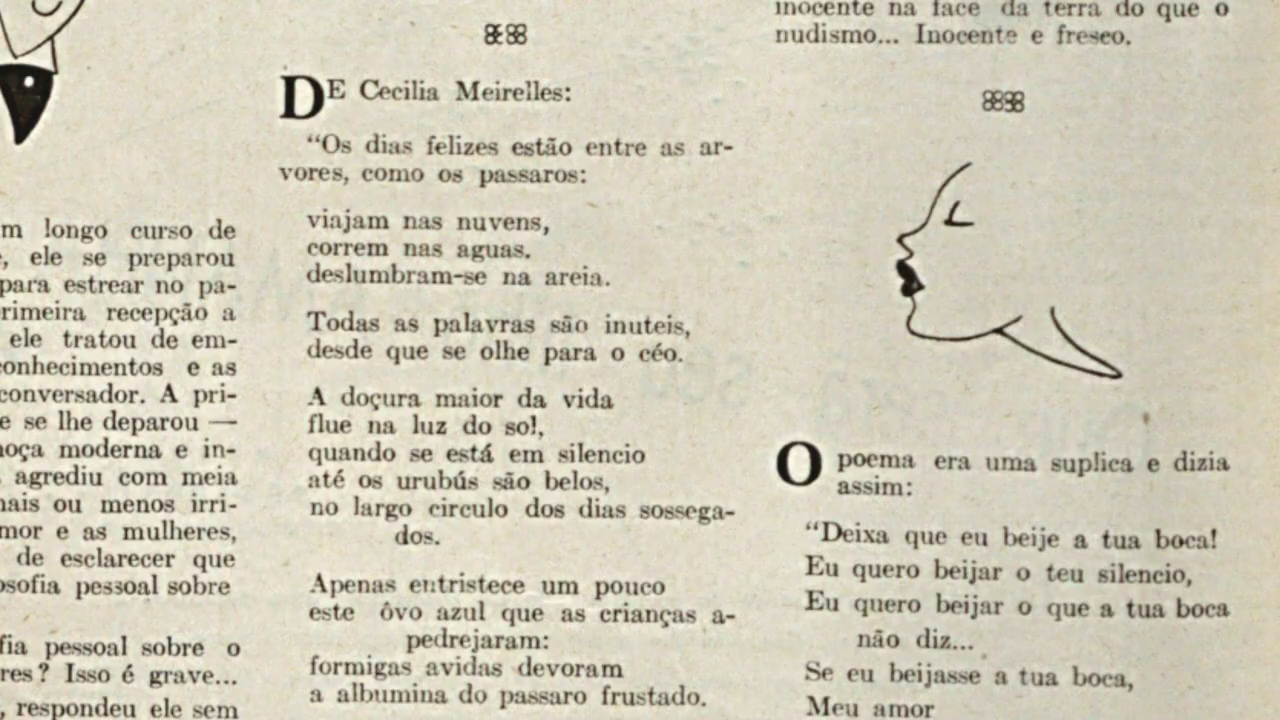 m longo curso de
, ele se preparou
para estrear no pa-
rimeira recepção a
ele tratou de em-
conhecimentos e as
conversador. A pri-
e se lhe deparou —
noça moderna e in-
agrediu com meia
nais ou menos irri-
mor e as mulheres,
de esclarecer que
osofia pessoal sobre
fia pessoal sobre o
res? Isso é grave...
, respondeu ele sem
DE Cecilia Meirelles:
“Os dias felizes estão entre as ar-
vores, como os passaros:
viajam nas nuvens,
correm nas aguas.
deslumbram-se na areia.
Todas as palavras são inuteis,
desde que se olhe para o céo.
A doçura maior da vida
flue na luz do sol,
quando se está em silencio
até os urubús são belos,
no largo circulo dos dias sossega-
dos.
Apenas entristece um pouco
este ôvo azul que as crianças a-
pedrejaram:
formigas avidas devoram
a albumina do passaro frustado.
inocente na face da terra do que o
nudismo... Inocente e fresco.
O poema era uma suplica e dizia
assim:
“Deixa que eu beije a tua boca!
Eu quero beijar o teu silencio,
Eu quero beijar o que a tua boca
não diz...
Se eu beijasse a tua boca,
Meu amor